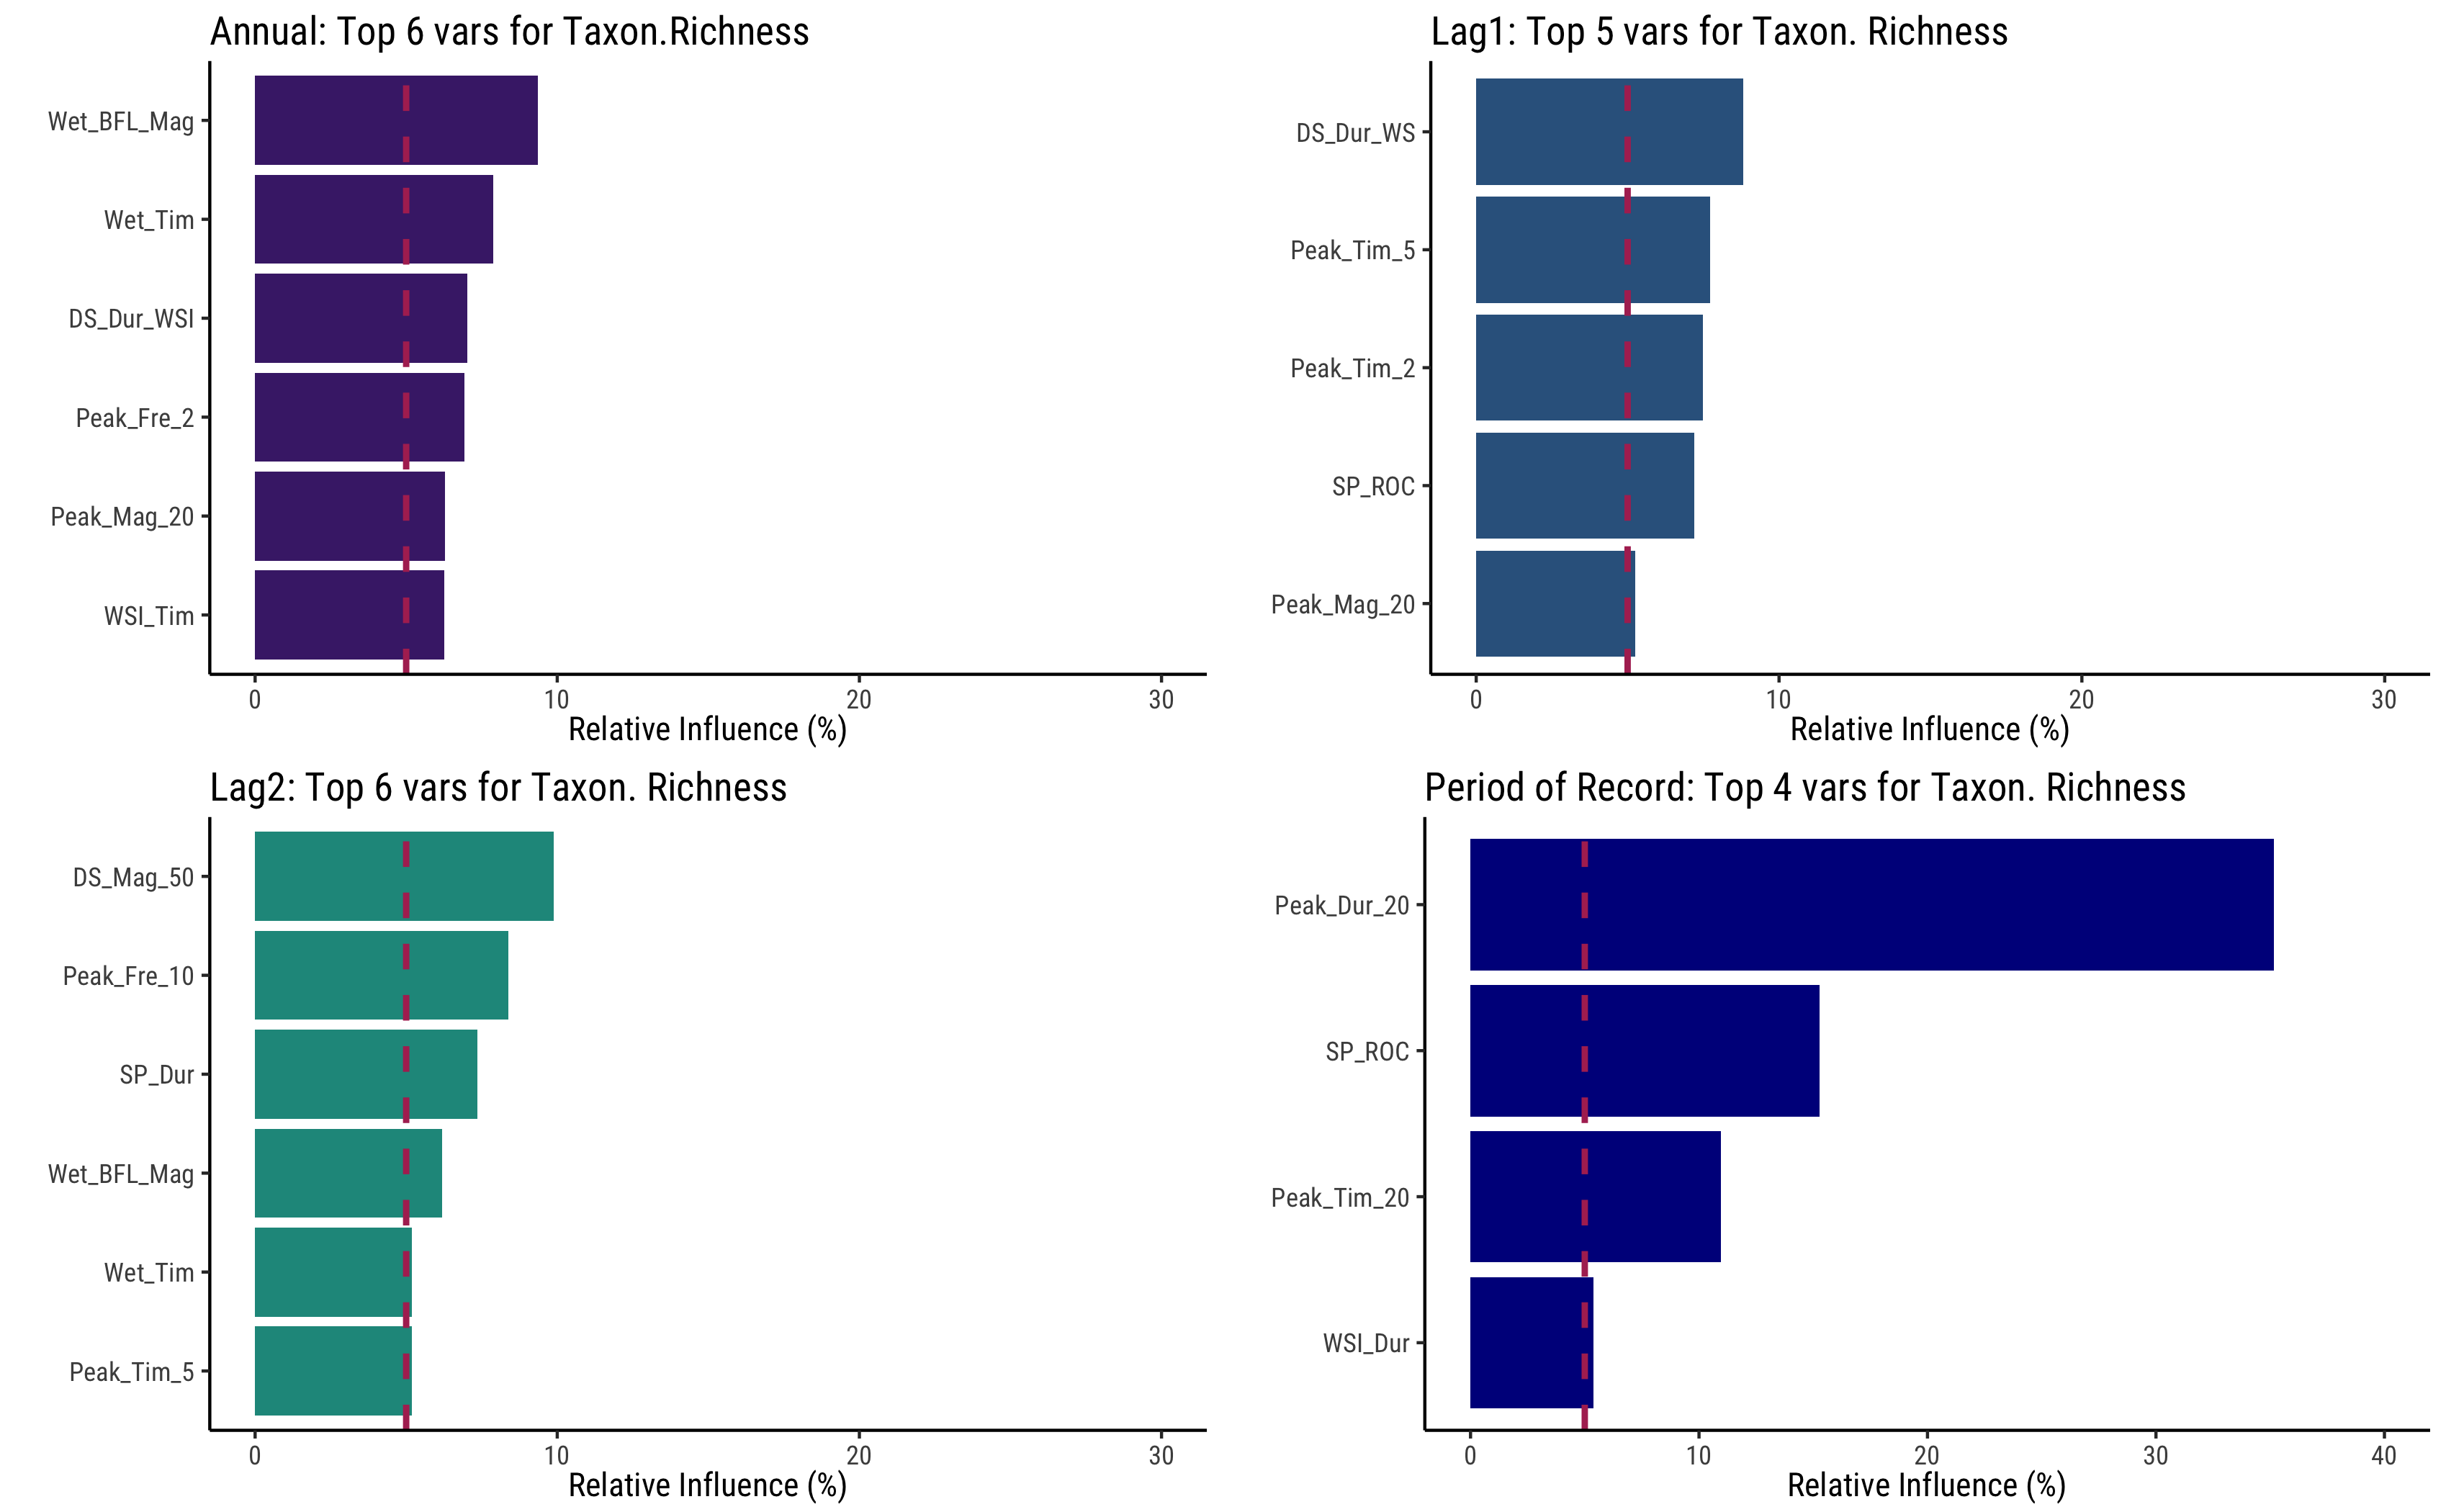 Annual: Top 6 vars for Taxon.Richness
Wet_BFL_Mag
Wet_Tim
DS_Dur_WSI
Peak_Fre_2
Peak_Mag_20
WSI_Tim
0 10 20 30
Relative Influence (%)
Lag1: Top 5 vars for Taxon. Richness
DS_Dur_WS
Peak_Tim_5
Peak_Tim_2
SP_ROC
Peak_Mag_20
0 10 20 30
Relative Influence (%)
Lag2: Top 6 vars for Taxon. Richness
DS_Mag_50
Peak_Fre_10
SP_Dur
Wet_BFL_Mag
Wet_Tim
Peak_Tim_5
0 10 20 30
Relative Influence (%)
Period of Record: Top 4 vars for Taxon. Richness
Peak_Dur_20
SP_ROC
Peak_Tim_20
WSI_Dur
0 10 20 30 40
Relative Influence (%)